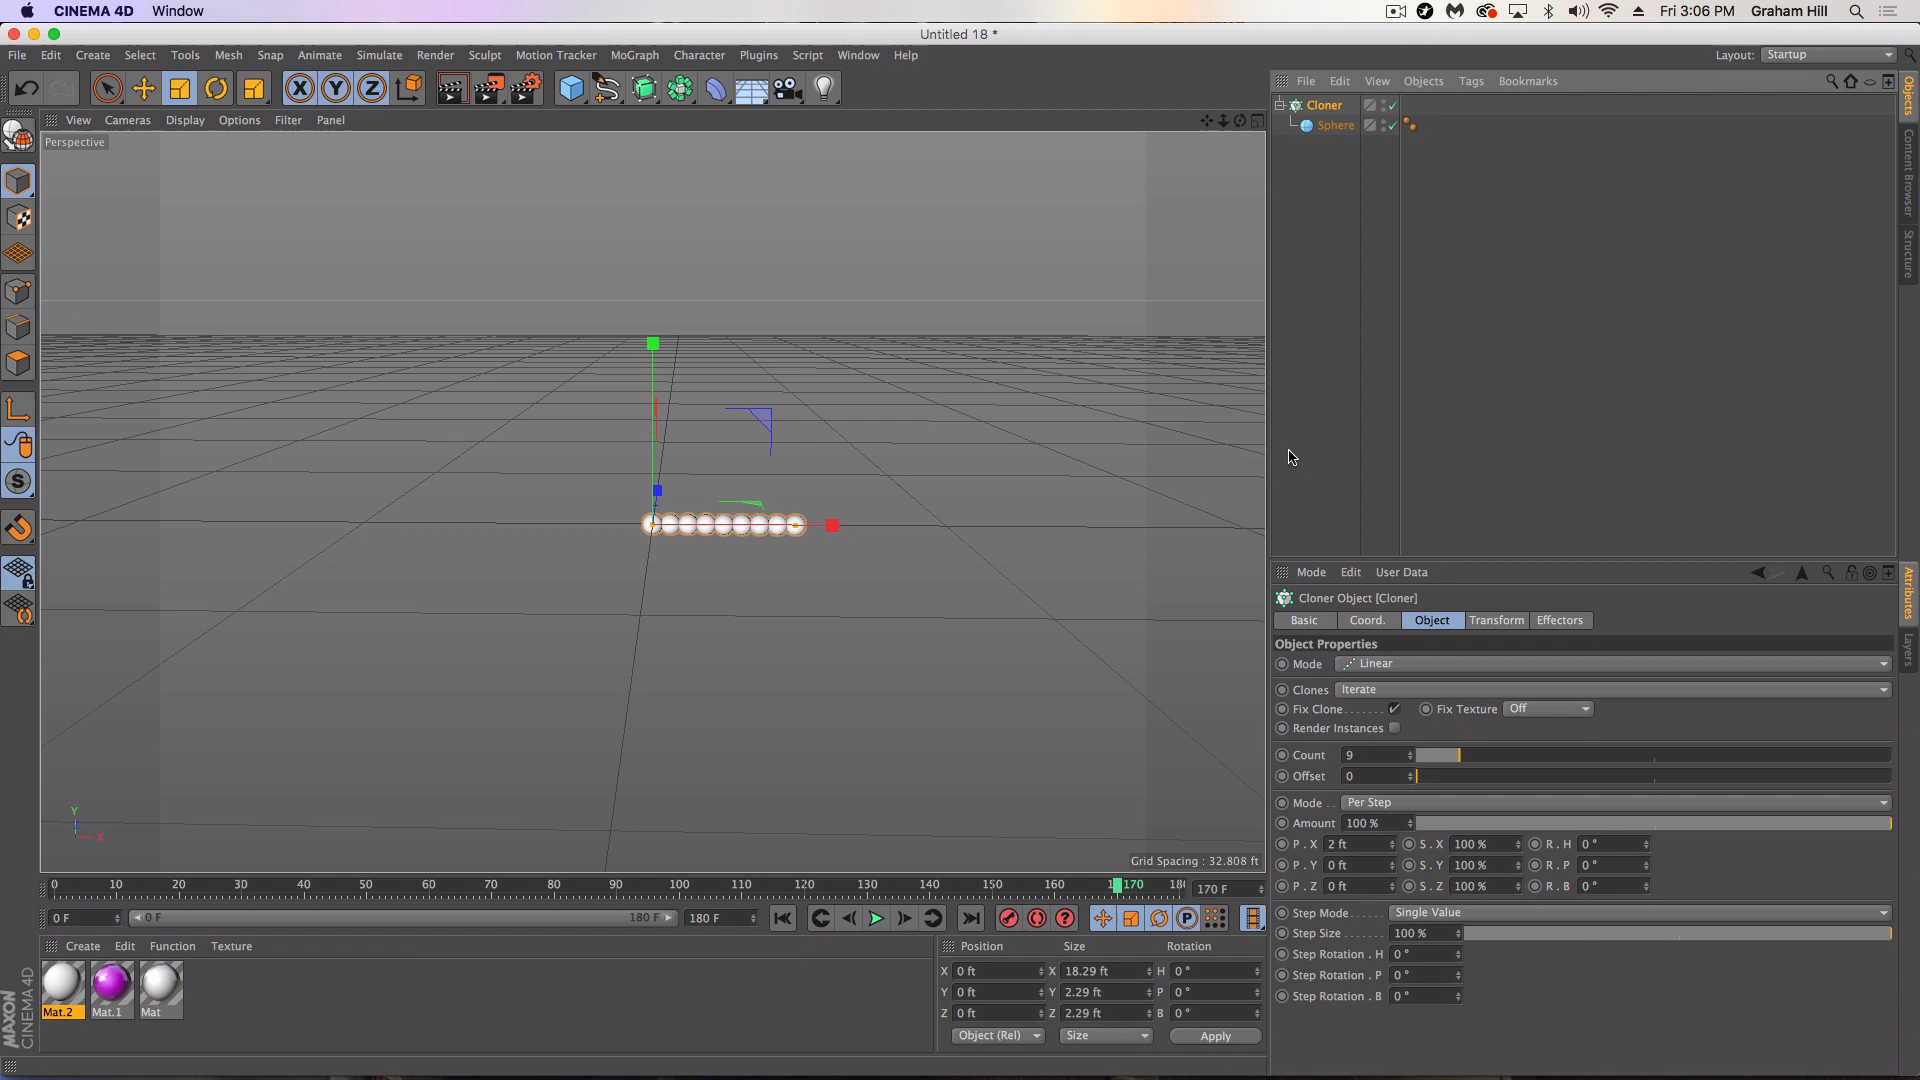 CINEMA 4D Window Fri 3:06 PM Graham Hill
Untitled 18 *
File Edit Create Select Tools Mesh Snap Animate Simulate Render Sculpt Motion Tracker MoGraph Character Plugins Script Window Help Layout: Startup
X Y Z
File Edit View Objects Tags Bookmarks
View Cameras Display Options Filter Panel
Perspective
Cloner
Sphere
Objects
Content Browser
Structure
Y
X
Grid Spacing : 32.808 ft
Mode Edit User Data
Cloner Object [Cloner]
Basic Coord. Object Transform Effectors
Object Properties
Mode Linear
Clones Iterate
Fix Clone....... Fix Texture Off
Render Instances
Count 9
Offset 0
Mode .. Per Step
Amount 100 %
P . X 2 ft S . X 100 % R . H 0 °
P . Y 0 ft S . Y 100 % R . P 0 °
P . Z 0 ft S . Z 100 % R . B 0 °
Step Mode...... Single Value
Step Size....... 100 %
Step Rotation . H 0 °
Step Rotation . P 0 °
Step Rotation . B 0 °
Attributes
Layers
0 10 20 30 40 50 60 70 80 90 100 110 120 130 140 150 160 170 18 170 F
0 F 0 F 180 F 180 F
P
Create Edit Function Texture
Mat.2 Mat.1 Mat
Position Size Rotation
X 0 ft X 18.29 ft H 0 °
Y 0 ft Y 2.29 ft P 0 °
Z 0 ft Z 2.29 ft B 0 °
Object (Rel) Size Apply
MAXON
CINEMA 4D